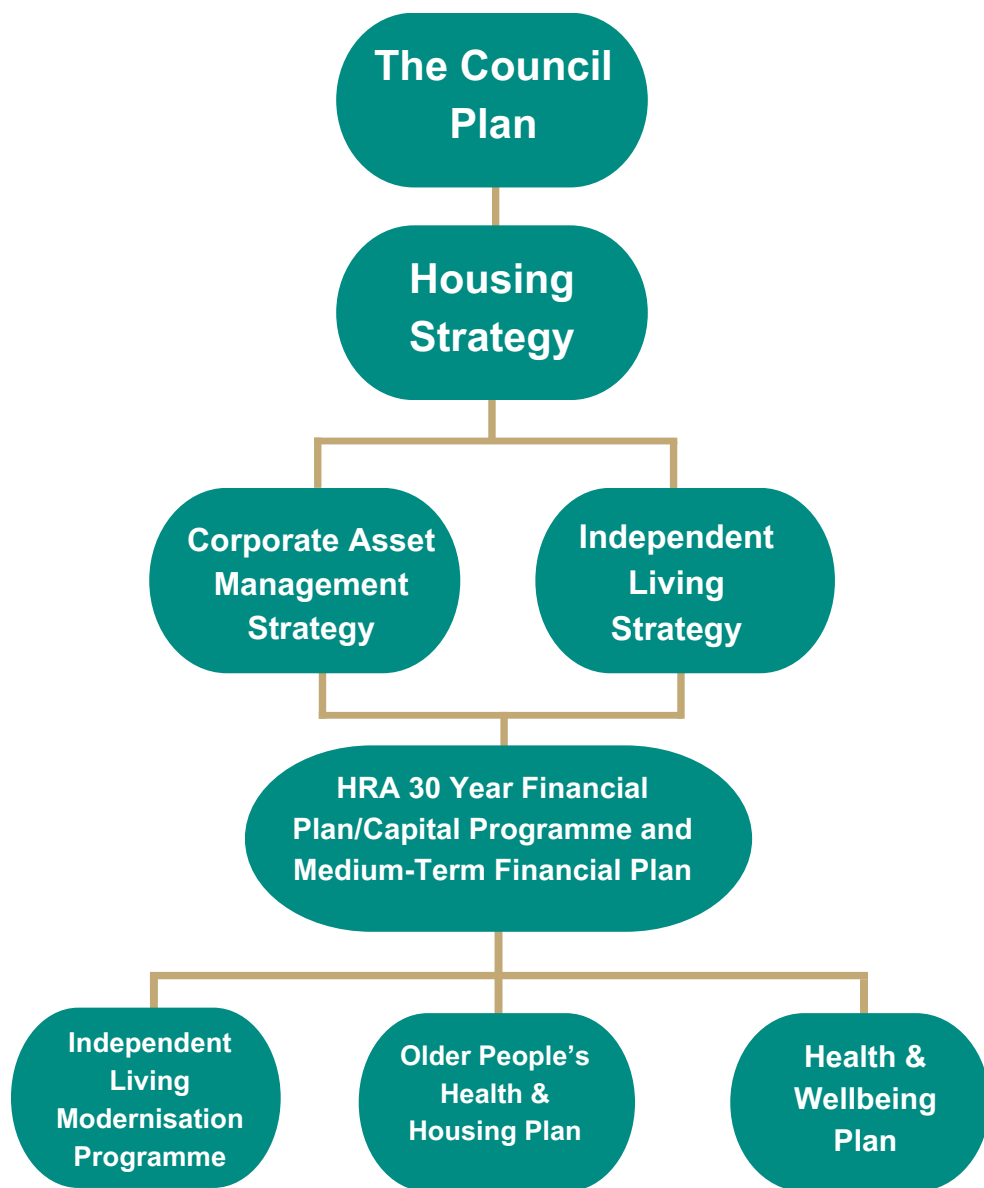 The Council
Plan
Housing
Strategy
Corporate Asset
Management
Strategy
Independent
Living
Strategy
HRA 30 Year Financial
Plan/Capital Programme and
Medium-Term Financial Plan
Independent
Living
Modernisation
Programme
Older People’s
Health &
Housing Plan
Health &
Wellbeing
Plan